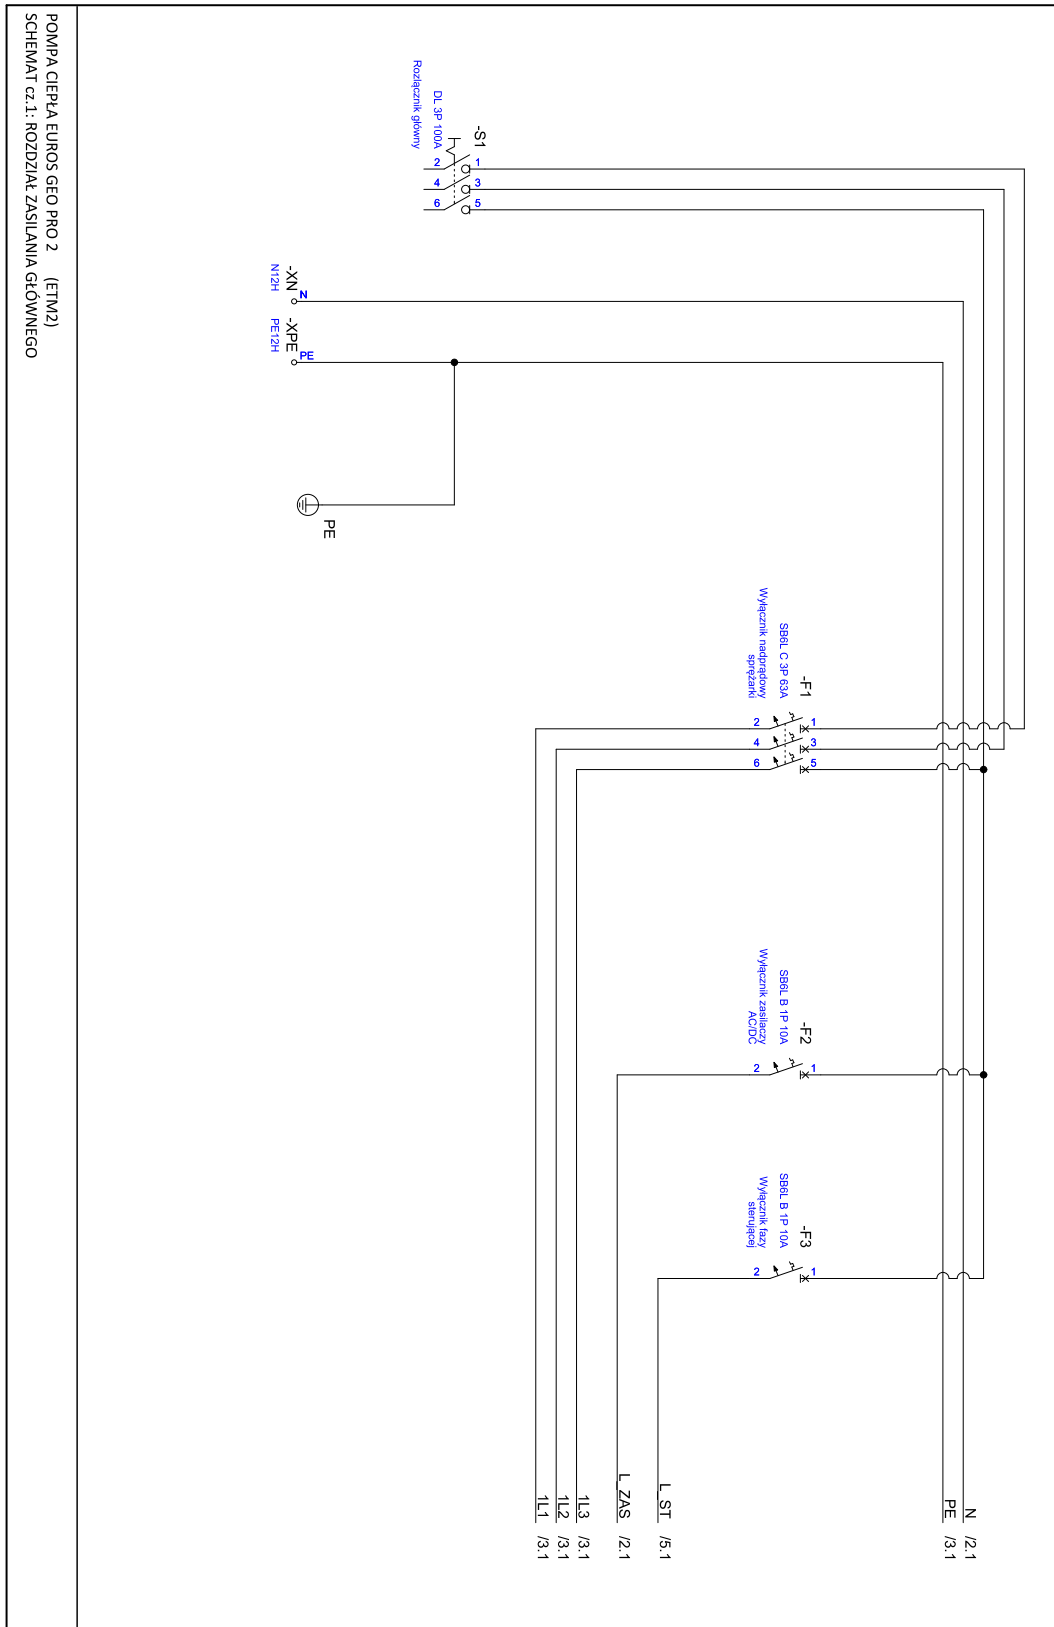 -S1
DL 3P 100A
Rozłącznik główny
1
2
3
4
5
6
-XN
N12H
N
-XPE
PE12H
PE
PE
-F1
SB6L C 3P 63A
Wyłącznik nadprądowy
sprężarki
1
2
3
4
5
6
-F2
SB6L B 1P 10A
Wyłącznik zasilaczy
AC/DC
1
2
-F3
SB6L B 1P 10A
Wyłącznik fazy
sterującej
1
2
N /2.1
PE /3.1
L_ST /5.1
L_ZAS /2.1
1L3 /3.1
1L2 /3.1
1L1 /3.1
POMPA CIEPŁA EUROS GEO PRO 2 (ETM2)
SCHEMAT cz.1: ROZDZIAŁ ZASILANIA GŁÓWNEGO